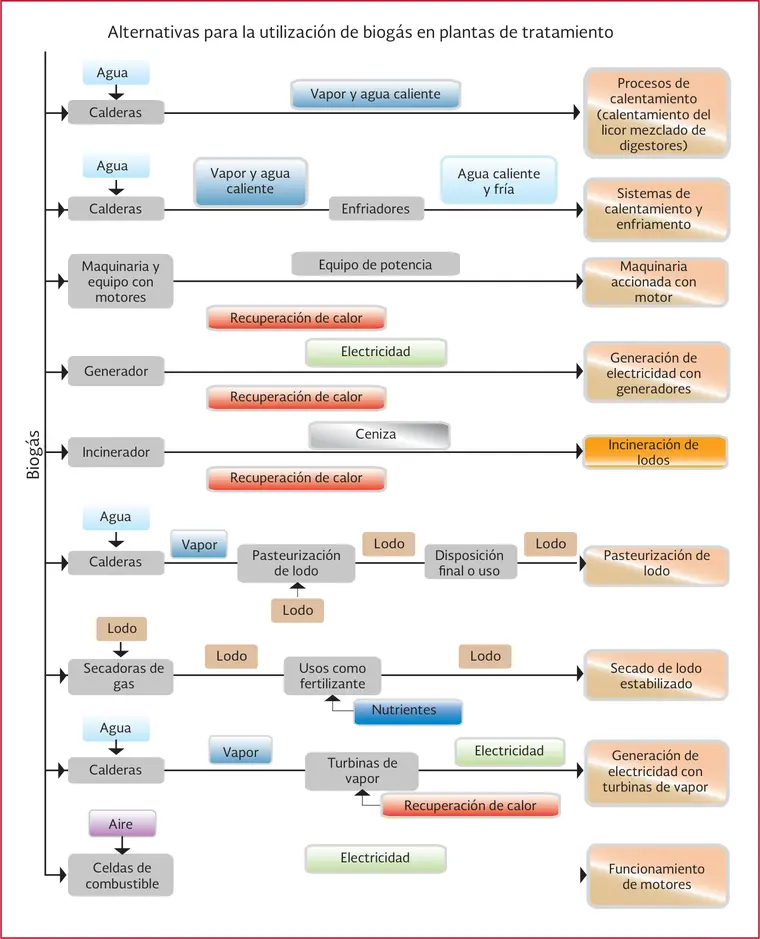 Alternativas para la utilización de biogás en plantas de tratamiento
Biogás
Agua
Calderas
Vapor y agua caliente
Procesos de
calentamiento
(calentamiento del
licor mezclado de
digestores)
Agua
Calderas
Vapor y agua
caliente
Enfriadores
Agua caliente
y fría
Sistemas de
calentamiento y
enfriamento
Maquinaria y
equipo con
motores
Equipo de potencia
Recuperación de calor
Maquinaria
accionada con
motor
Generador
Electricidad
Recuperación de calor
Generación de
electricidad con
generadores
Incinerador
Ceniza
Recuperación de calor
Incineración de
lodos
Agua
Calderas
Vapor
Pasteurización
de lodo
Lodo
Lodo
Disposición
final o uso
Lodo
Pasteurización de
lodo
Lodo
Secadoras de
gas
Lodo
Usos como
fertilizante
Nutrientes
Lodo
Secado de lodo
estabilizado
Agua
Calderas
Vapor
Turbinas de
vapor
Recuperación de calor
Electricidad
Generación de
electricidad con
turbinas de vapor
Aire
Celdas de
combustible
Electricidad
Funcionamiento
de motores